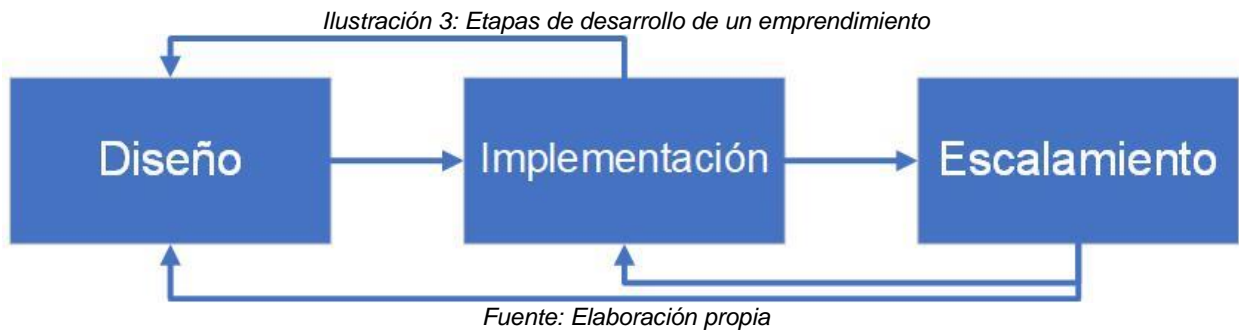 Ilustración 3: Etapas de desarrollo de un emprendimiento
Diseño
Implementación
Escalamiento
Fuente: Elaboración propia